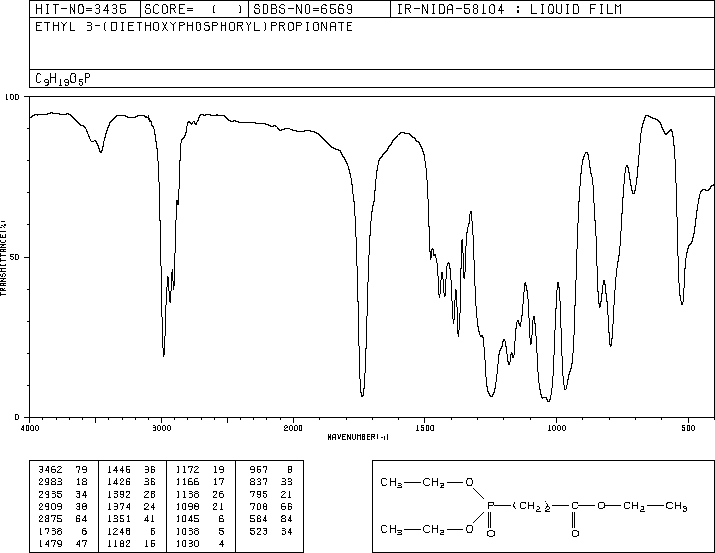 HIT-NO=3435 SCORE= ( ) SDBS-NO=6569 IR-NIDA-58104 : LIQUID FILM
ETHYL 3-(DIETHOXYPHOSPHORYL)PROPIONATE
C9H19O5P
100
50
0
TRANSMITTANCE(%)
4000 3000 2000 1500 1000 500
WAVENUMBER(-1)
3462 79 1446 36 1172 19 967 8
2983 18 1426 36 1166 17 837 33
2935 34 1392 28 1138 26 795 21
2909 38 1374 24 1098 21 708 66
2875 64 1351 41 1045 6 584 84
1738 6 1248 6 1038 5 523 34
1479 47 1182 16 1030 4
CH3—CH2—O
P—(CH2)2—C—O—CH2—CH3
CH3—CH2—O
O O